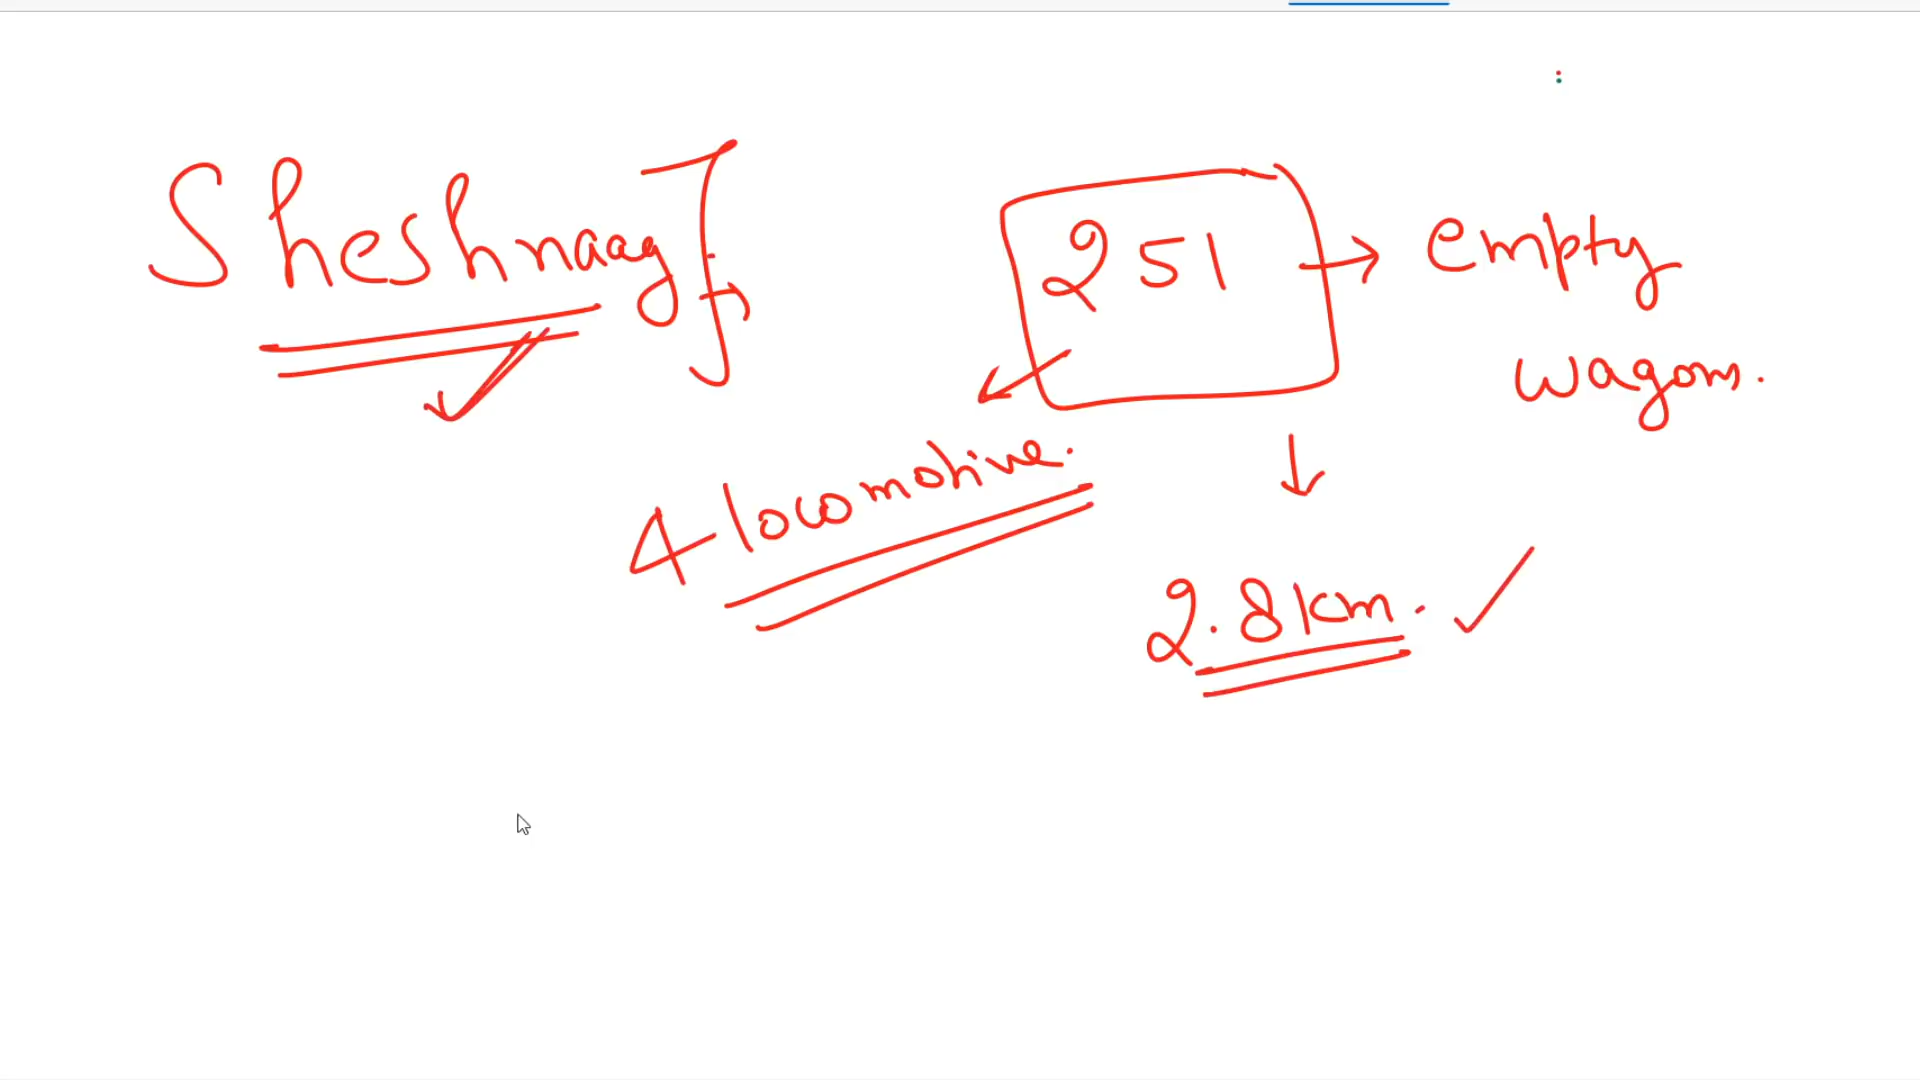 Sheshnaag
251 → empty
wagons.
4 locomotive.
2.8km.